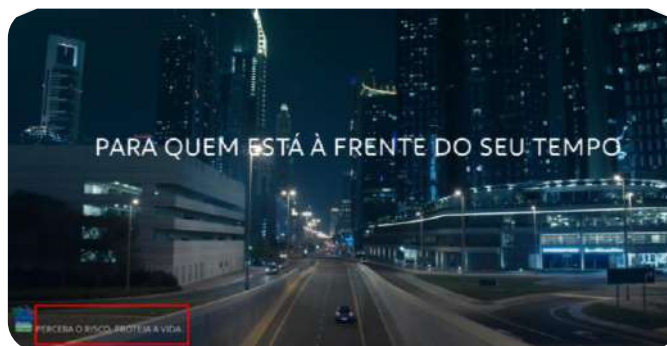 PARA QUEM ESTÁ À FRENTE DO SEU TEMPO
PERCEBA O RISCO, PROTEJA A VIDA.